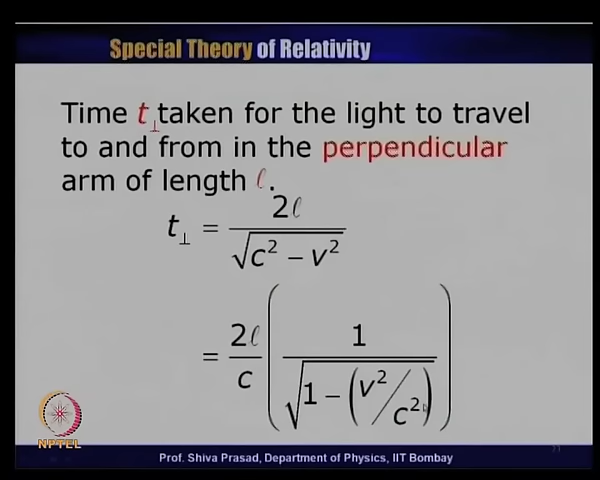 Special Theory of Relativity
Time t⊥ taken for the light to travel
to and from in the perpendicular
arm of length ℓ.
t⊥ = 2ℓ / √(c² − v²)
= 2ℓ/c (1 / √(1 − (v²/c²)))
NPTEL
Prof. Shiva Prasad, Department of Physics, IIT Bombay